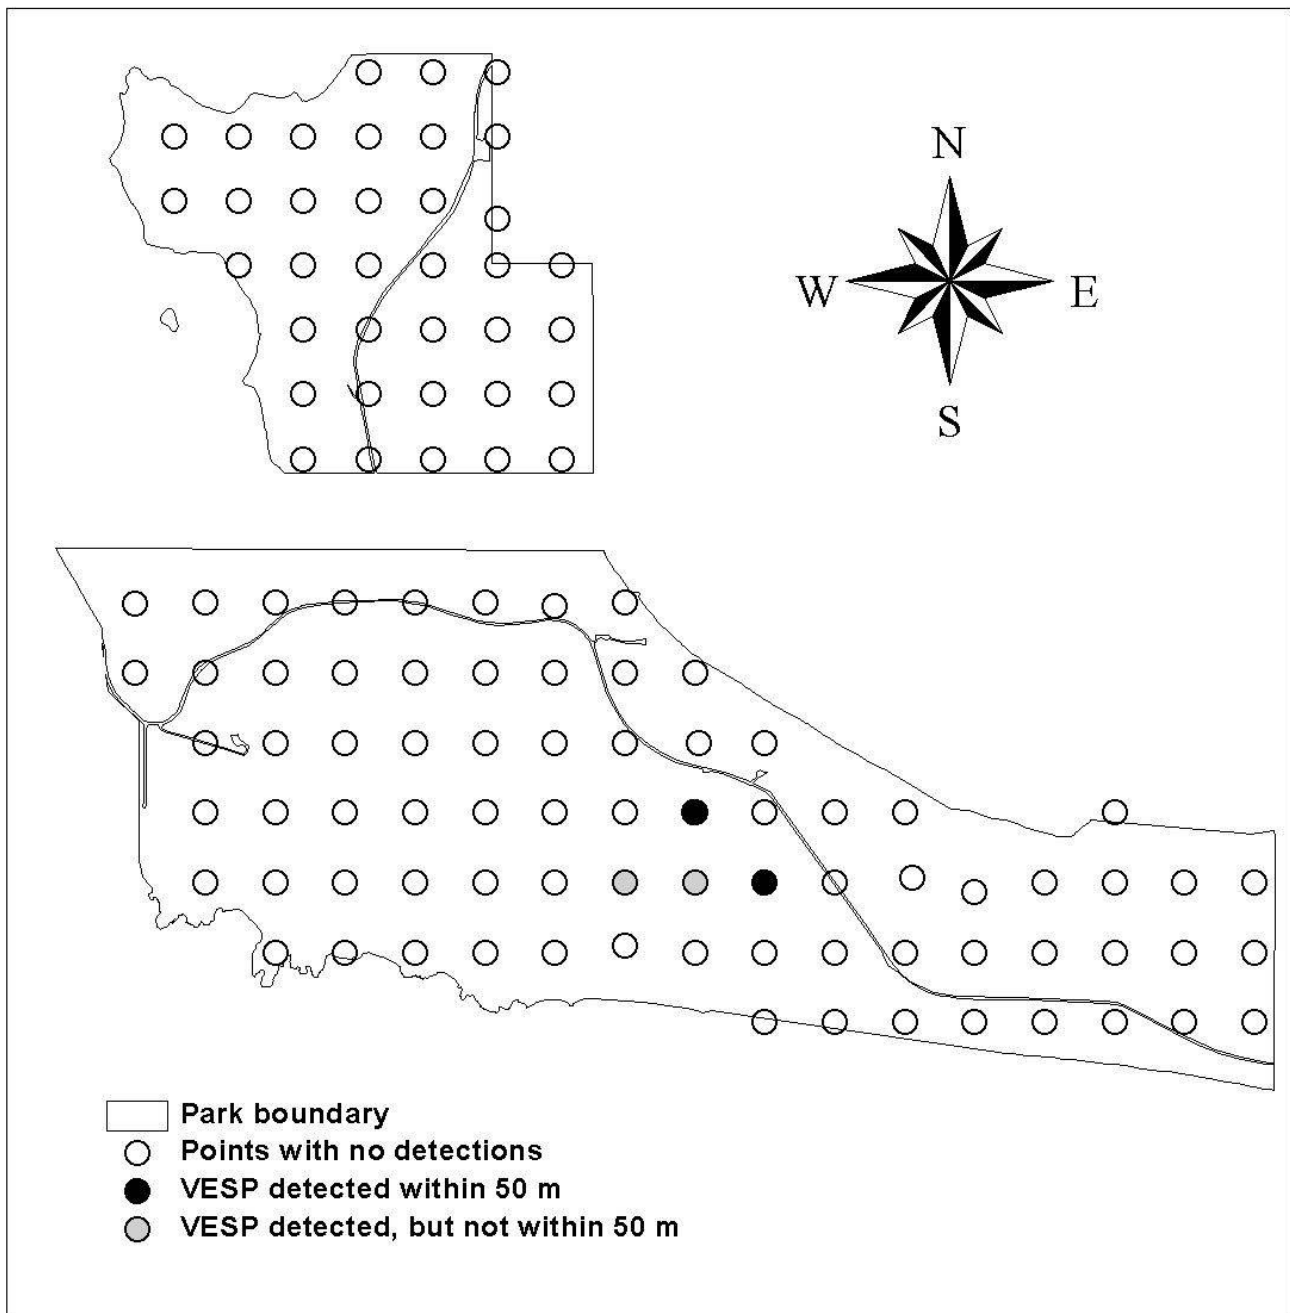 N
W E
S
Park boundary
Points with no detections
VESP detected within 50 m
VESP detected, but not within 50 m